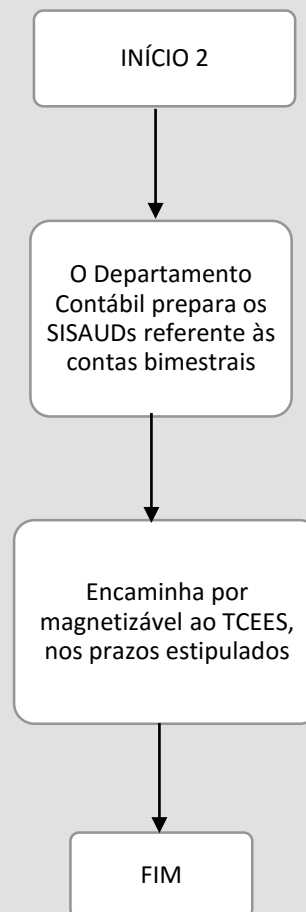 INÍCIO 2
O Departamento
Contábil prepara os
SISAUDs referente às
contas bimestrais
Encaminha por
magnetizável ao TCEES,
nos prazos estipulados
FIM